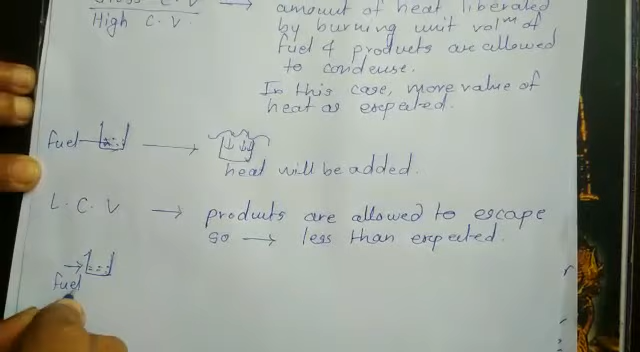 Gross C.V
High C.V. → amount of heat liberated
by burning unit volᵐ of
fuel & products are allowed
to condense.
In this case, more value of
heat as expected.
fuel →
heat will be added.
L.C.V → products are allowed to escape
so → less than expected.
→
fuel